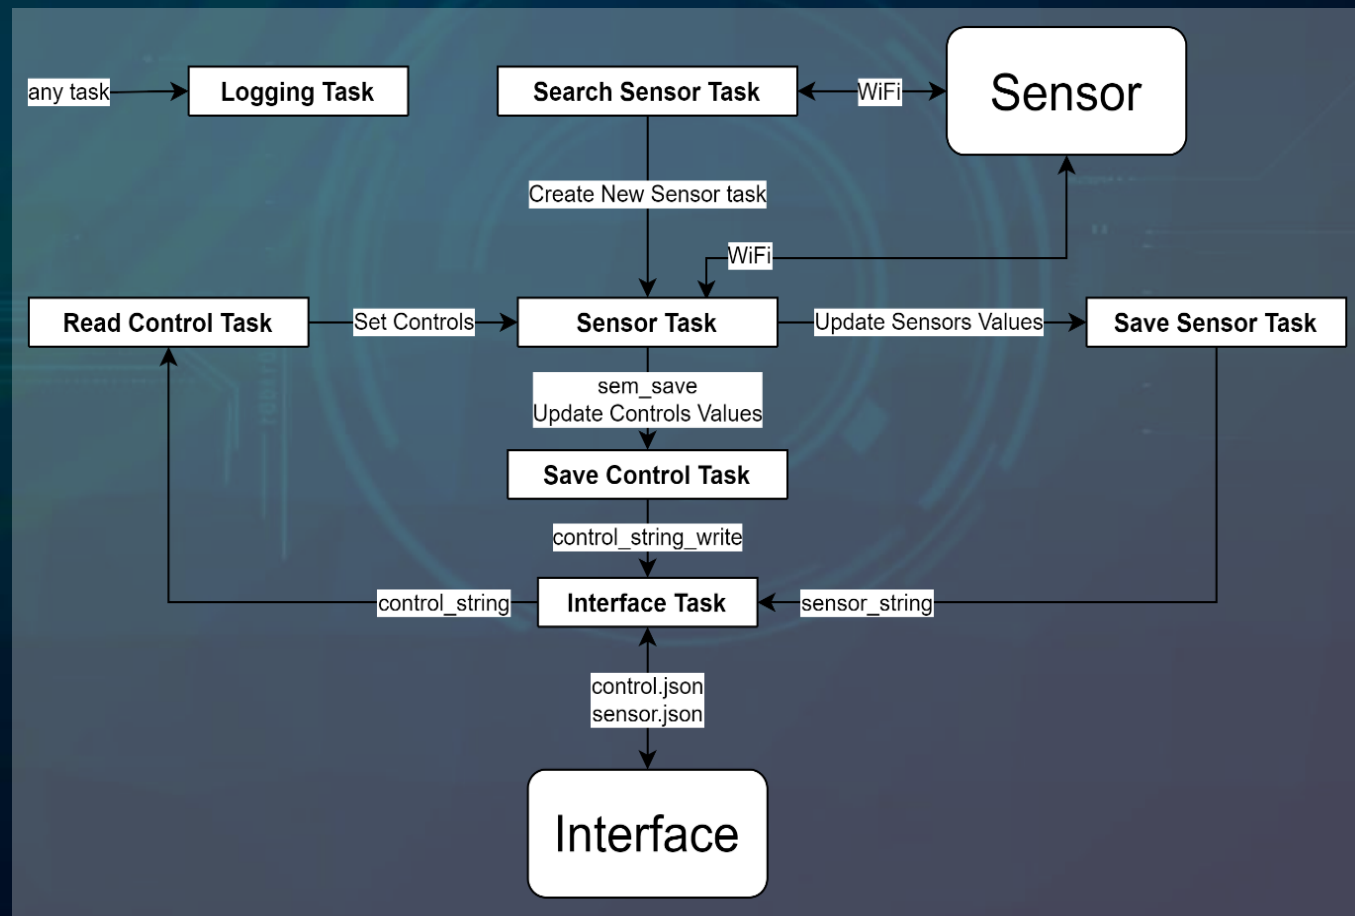 any task
Logging Task
Search Sensor Task
WiFi
Sensor
Create New Sensor task
WiFi
Read Control Task
Set Controls
Sensor Task
Update Sensors Values
Save Sensor Task
sem_save
Update Controls Values
Save Control Task
control_string_write
control_string
Interface Task
sensor_string
control.json
sensor.json
Interface